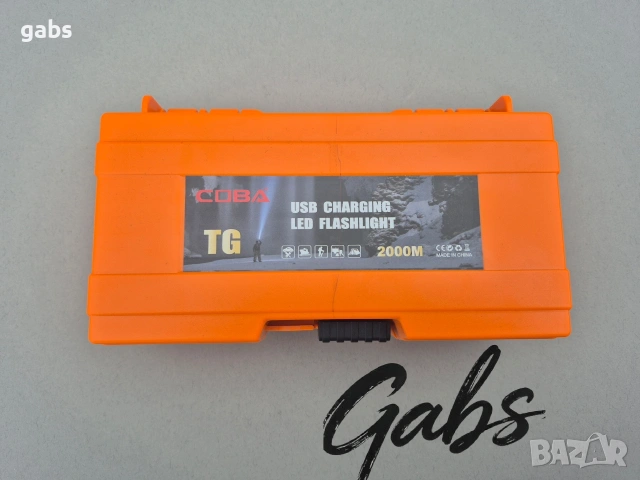 gabs
COBA
USB CHARGING
LED FLASHLIGHT
TG
2000M
MADE IN CHINA
Gabs
BAZAR